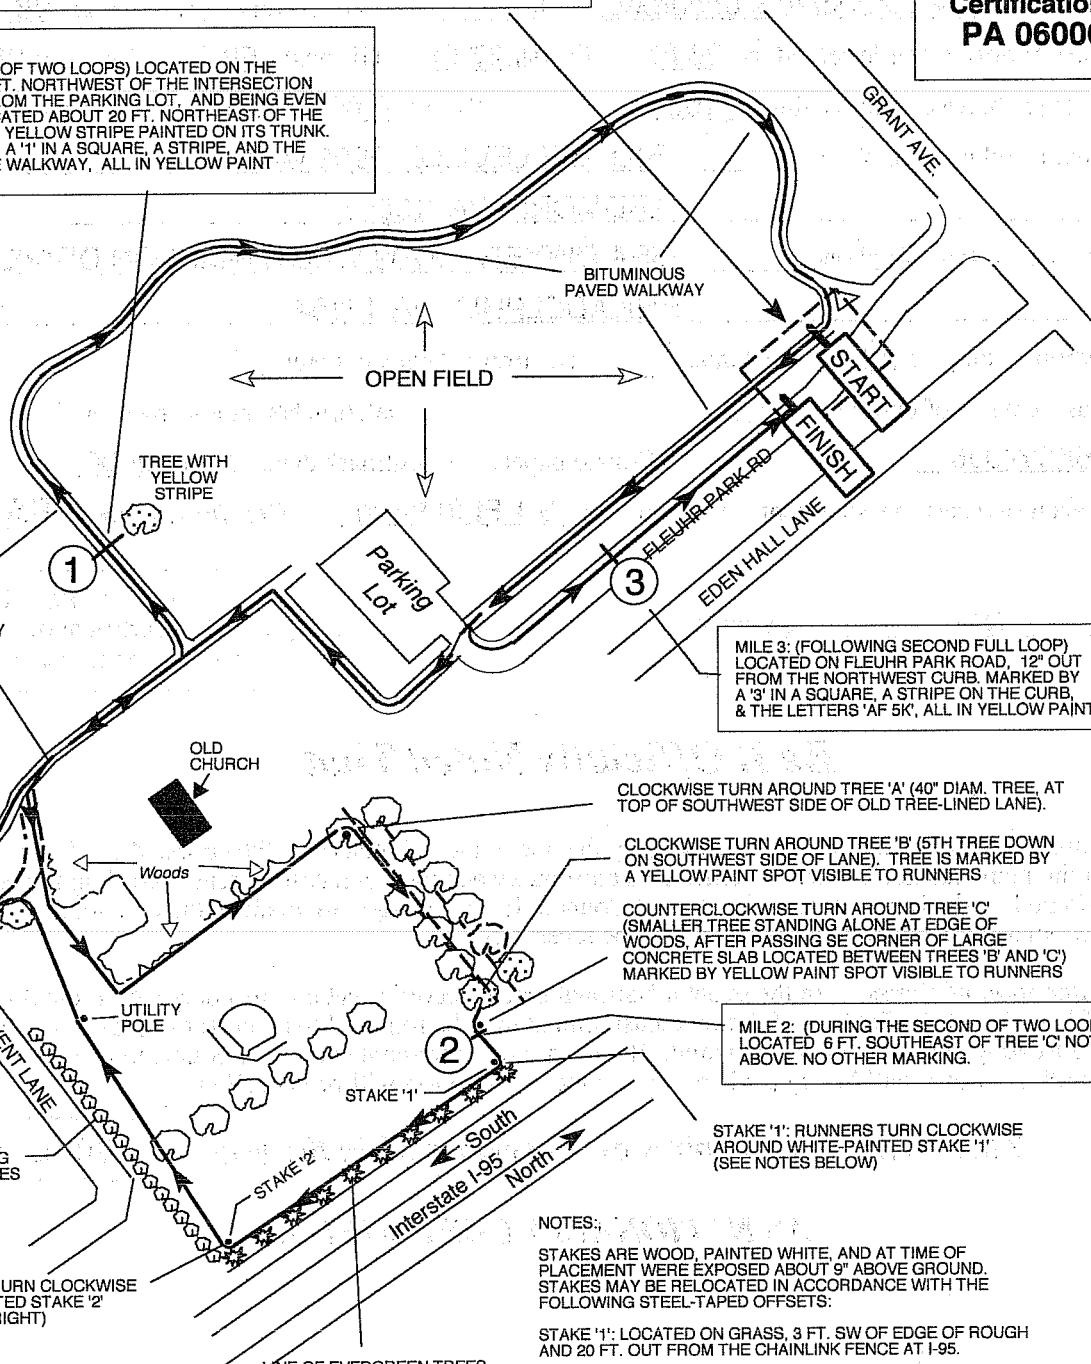 Certification
PA 0600
OF TWO LOOPS) LOCATED ON THE
FT. NORTHWEST OF THE INTERSECTION
OM THE PARKING LOT, AND BEING EVEN
ATED ABOUT 20 FT. NORTHEAST OF THE
YELLOW STRIPE PAINTED ON ITS TRUNK.
A '1' IN A SQUARE, A STRIPE, AND THE
WALKWAY, ALL IN YELLOW PAINT
GRANT AVE.
BITUMINOUS
PAVED WALKWAY
OPEN FIELD
START
FINISH
TREE WITH
YELLOW
STRIPE
1
Parking
Lot
FLEUHR PARK RD
3
EDEN HALL LANE
MILE 3: (FOLLOWING SECOND FULL LOOP)
LOCATED ON FLEUHR PARK ROAD, 12" OUT
FROM THE NORTHWEST CURB. MARKED BY
A '3' IN A SQUARE, A STRIPE ON THE CURB,
& THE LETTERS 'AF 5K', ALL IN YELLOW PAINT
OLD
CHURCH
CLOCKWISE TURN AROUND TREE 'A' (40" DIAM. TREE, AT
TOP OF SOUTHWEST SIDE OF OLD TREE-LINED LANE).
Woods
CLOCKWISE TURN AROUND TREE 'B' (5TH TREE DOWN
ON SOUTHWEST SIDE OF LANE). TREE IS MARKED BY
A YELLOW PAINT SPOT VISIBLE TO RUNNERS
COUNTERCLOCKWISE TURN AROUND TREE 'C'
(SMALLER TREE STANDING ALONE AT EDGE OF
WOODS, AFTER PASSING SE CORNER OF LARGE
CONCRETE SLAB LOCATED BETWEEN TREES 'B' AND 'C')
MARKED BY YELLOW PAINT SPOT VISIBLE TO RUNNERS
UTILITY
POLE
2
MILE 2: (DURING THE SECOND OF TWO LOO
LOCATED 6 FT. SOUTHEAST OF TREE 'C' NO
ABOVE. NO OTHER MARKING.
ENT LANE
STAKE '1'
South
STAKE '1': RUNNERS TURN CLOCKWISE
AROUND WHITE-PAINTED STAKE '1'
(SEE NOTES BELOW)
G
ES
STAKE '2'
Interstate I-95
North
NOTES:
STAKES ARE WOOD, PAINTED WHITE, AND AT TIME OF
PLACEMENT WERE EXPOSED ABOUT 9" ABOVE GROUND.
STAKES MAY BE RELOCATED IN ACCORDANCE WITH THE
FOLLOWING STEEL-TAPED OFFSETS:
URN CLOCKWISE
TED STAKE '2'
RIGHT)
STAKE '1': LOCATED ON GRASS, 3 FT. SW OF EDGE OF ROUGH
AND 20 FT. OUT FROM THE CHAINLINK FENCE AT I-95.
LINE OF EVERGREEN TREES